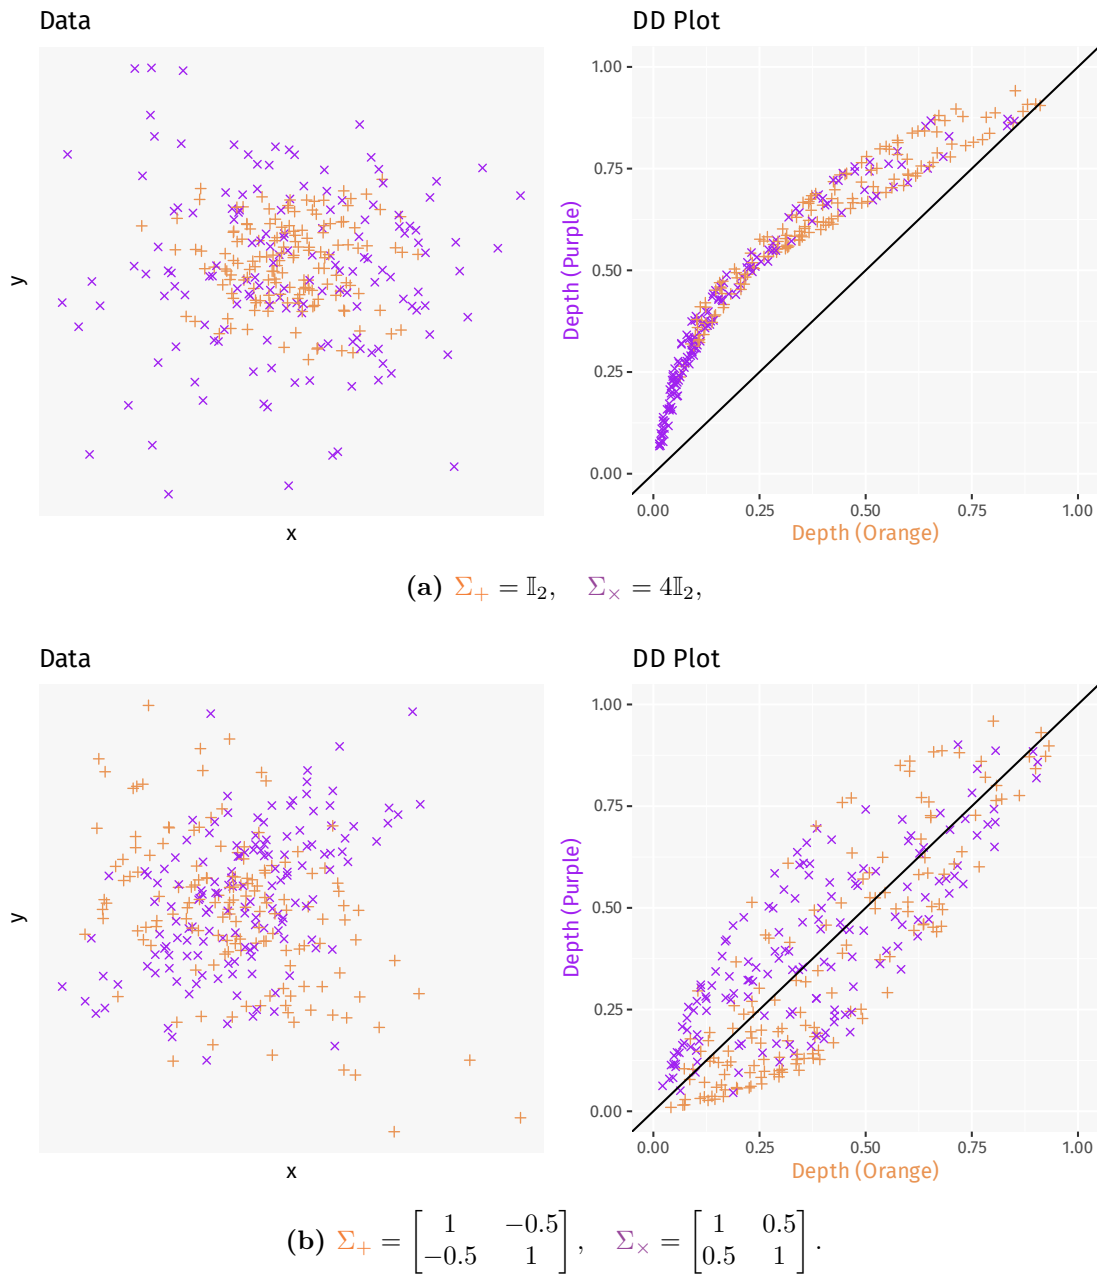 Data
DD Plot
y
x
Depth (Purple)
1.00
0.75
0.50
0.25
0.00
0.00 0.25 0.50 0.75 1.00
Depth (Orange)
(a) Σ₊ = 𝕀₂, Σ× = 4𝕀₂,
Data
DD Plot
y
x
Depth (Purple)
1.00
0.75
0.50
0.25
0.00
0.00 0.25 0.50 0.75 1.00
Depth (Orange)
(b) Σ₊ = [1 −0.5; −0.5 1], Σ× = [1 0.5; 0.5 1].